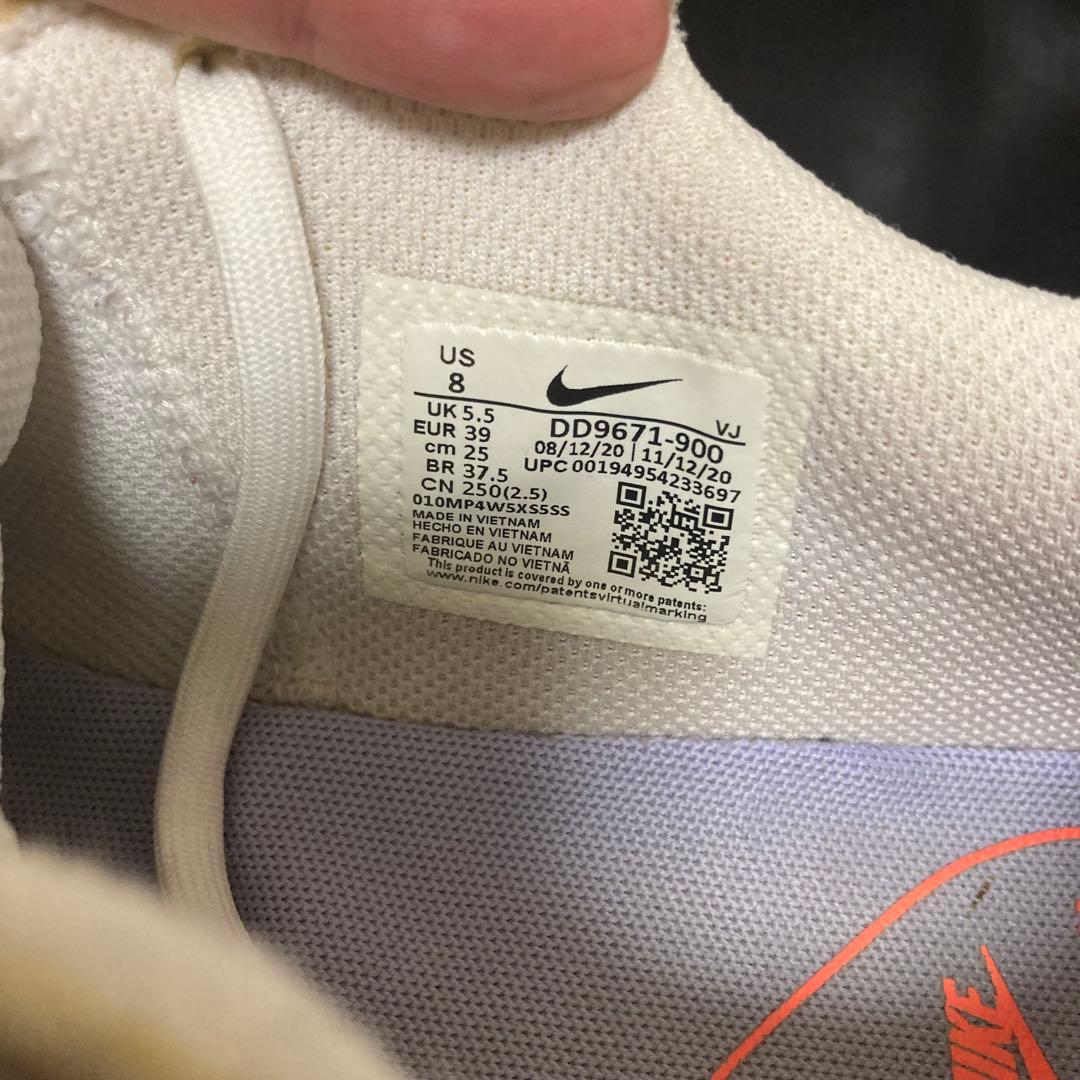 US
8
UK 5.5
EUR 39
cm 25
BR 37.5
CN 250(2.5)
VJ
DD9671-900
08/12/20 | 11/12/20
UPC 00194954233697
010MP4W5XS5SS
MADE IN VIETNAM
HECHO EN VIETNAM
FABRIQUE AU VIETNAM
FABRICADO NO VIETNÃ
This product is covered by one or more patents:
www.nike.com/patentsvirtualmarking
NIKE